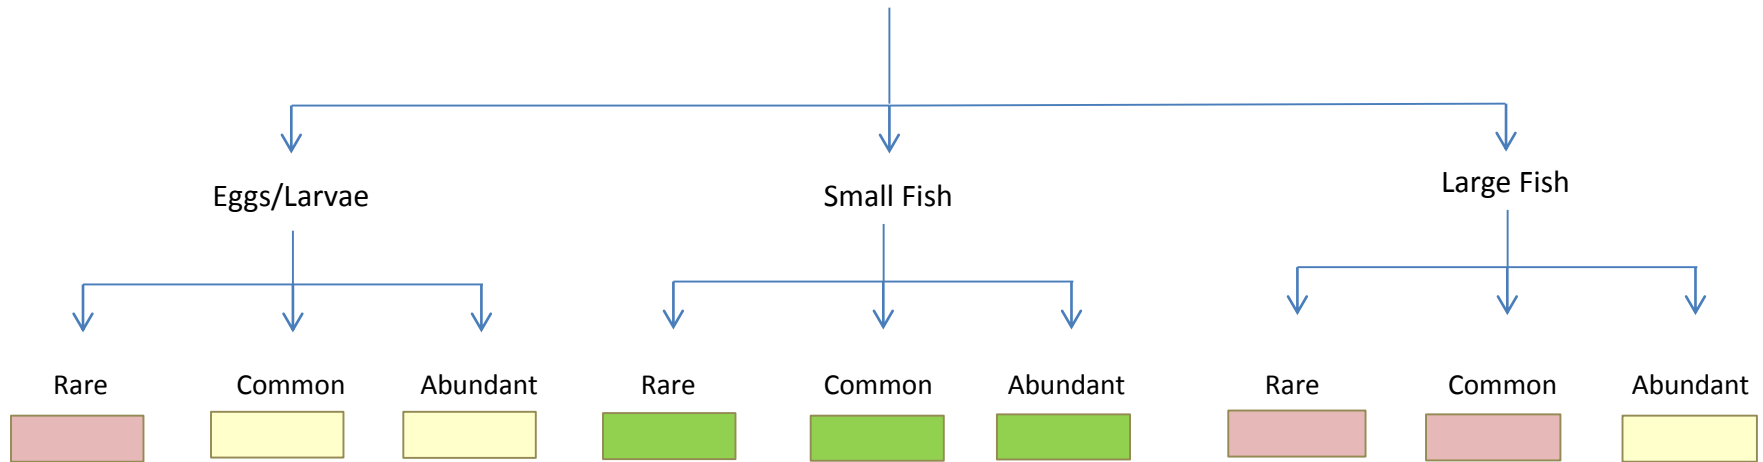 Eggs/Larvae
Small Fish
Large Fish
Rare
Common
Abundant
Rare
Common
Abundant
Rare
Common
Abundant